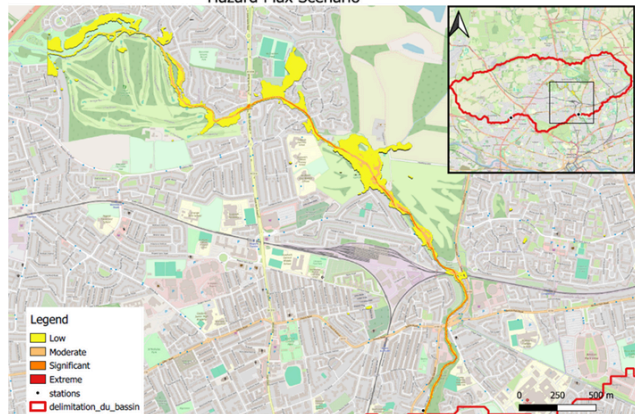 Hazard Max Scenario
Legend
Low
Moderate
Significant
Extreme
stations
delimitation_du_bassin
0 250 500 m